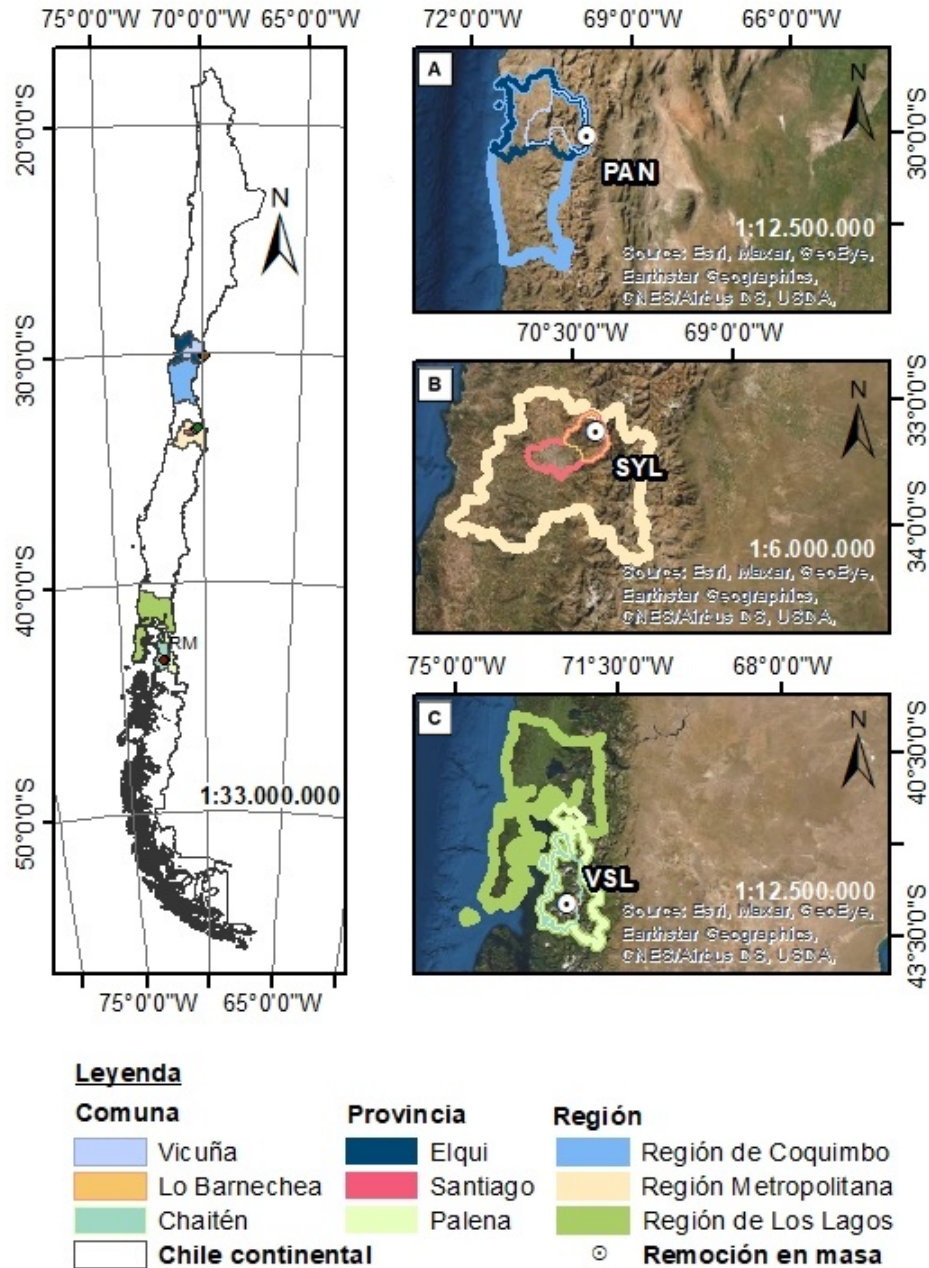 75°0'0"W 70°0'0"W 65°0'0"W
20°0'0"S
30°0'0"S
40°0'0"S
50°0'0"S
N
RM
1:33.000.000
75°0'0"W 70°0'0"W 65°0'0"W
72°0'0"W 69°0'0"W 66°0'0"W
A
N
30°0'0"S
PAN
1:12.500.000
Source: Esri, Maxar, GeoEye,
Earthstar Geographics,
CNES/Airbus DS, USDA,
70°30'0"W 69°0'0"W
B
N
33°0'0"S
SYL
34°0'0"S
1:6.000.000
Source: Esri, Maxar, GeoEye,
Earthstar Geographics,
CNES/Airbus DS, USDA,
75°0'0"W 71°30'0"W 68°0'0"W
C
N
40°30'0"S
VSL
1:12.500.000
43°30'0"S
Source: Esri, Maxar, GeoEye,
Earthstar Geographics,
CNES/Airbus DS, USDA,
Leyenda
Comuna Provincia Región
Vicuña Elqui Región de Coquimbo
Lo Barnechea Santiago Región Metropolitana
Chaitén Palena Región de Los Lagos
Chile continental Remoción en masa